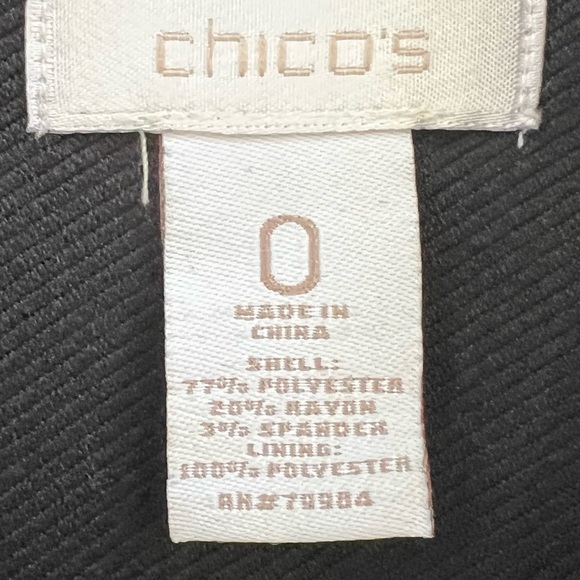 chico's
0
MADE IN
CHINA
SHELL:
77% POLYESTER
20% RAYON
3% SPANDEX
LINING:
100% POLYESTER
RN#79984